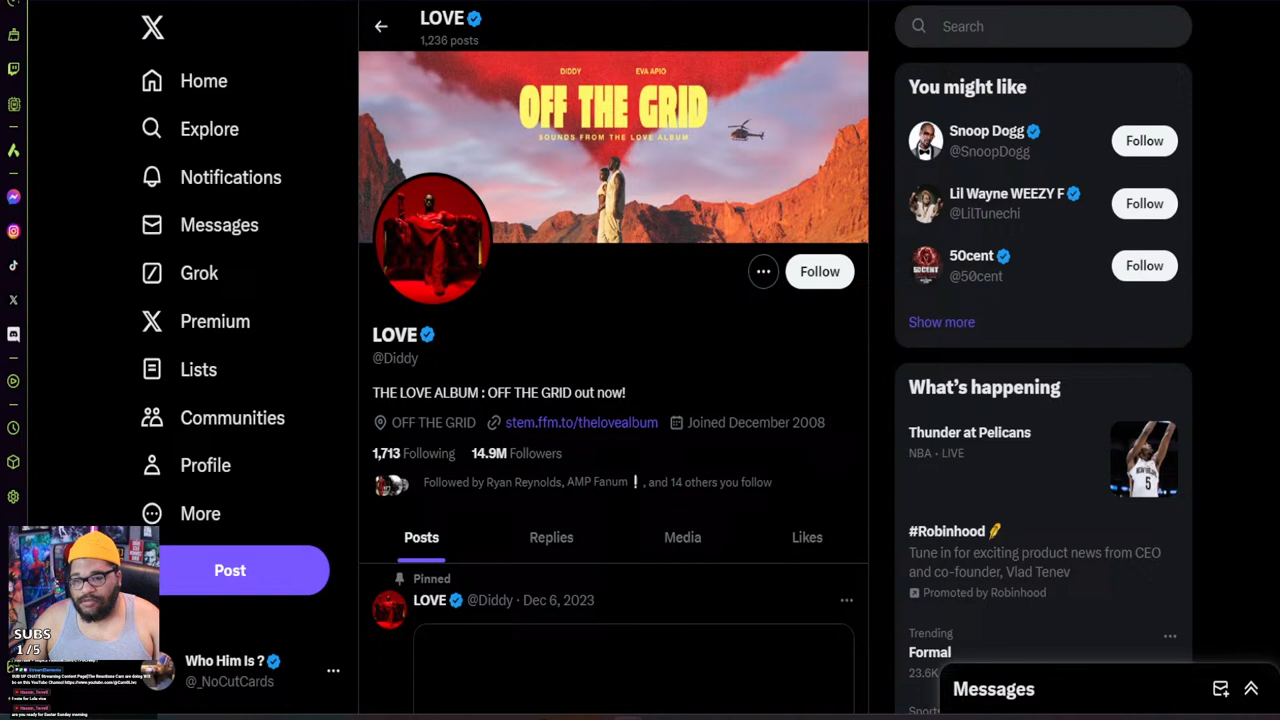 Home
Explore
Notifications
Messages
Grok
Premium
Lists
Communities
Profile
More
Post
SUBS
1/5
Who Him Is ?
@_NoCutCards
LOVE
1,236 posts
DIDDY EVA APIO
OFF THE GRID
SOUNDS FROM THE LOVE ALBUM
Follow
LOVE
@Diddy
THE LOVE ALBUM : OFF THE GRID out now!
OFF THE GRID stem.ffm.to/thelovealbum Joined December 2008
1,713 Following 14.9M Followers
Followed by Ryan Reynolds, AMP Fanum❕, and 14 others you follow
Posts Replies Media Likes
Pinned
LOVE @Diddy · Dec 6, 2023
Search
You might like
Snoop Dogg
@SnoopDogg
Follow
Lil Wayne WEEZY F
@LilTunechi
Follow
50cent
@50cent
Follow
Show more
What's happening
Thunder at Pelicans
NBA · LIVE
#Robinhood
Tune in for exciting product news from CEO
and co-founder, Vlad Tenev
Promoted by Robinhood
Trending
Formal
23.6K
Messages